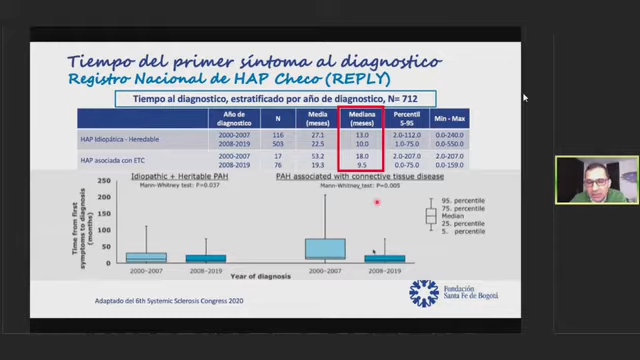 Tiempo del primer síntoma al diagnostico
Registro Nacional de HAP Checo (REPLY)
Tiempo al diagnostico, estratificado por año de diagnostico, N= 712
Año de diagnostico N Media (meses) Mediana (meses) Percentil 5-95 Min - Max
HAP Idiopática - Heredable
2000-2007 116 27.1 13.0 2.0-112.0 0.0-240.0
2008-2019 503 22.5 10.0 1.0-75.0 0.0-550.0
HAP asociada con ETC
2000-2007 17 53.2 18.0 2.0-207.0 2.0-207.0
2008-2019 76 19.3 9.5 0.0-75.0 0.0-159.0
Idiopathic + Heritable PAH
Mann-Whitney test: P=0.037
PAH associated with connective tissue disease
Mann-Whitney test: P=0.005
Time from first symptoms to diagnosis (months)
250
200
150
100
50
0
2000-2007 2008-2019 2000-2007 2008-2019
Year of diagnosis
95. percentile
75. percentile
Median
25. percentile
5. percentile
Adaptado del 6th Systemic Sclerosis Congress 2020
Fundación
Santa Fe de Bogotá